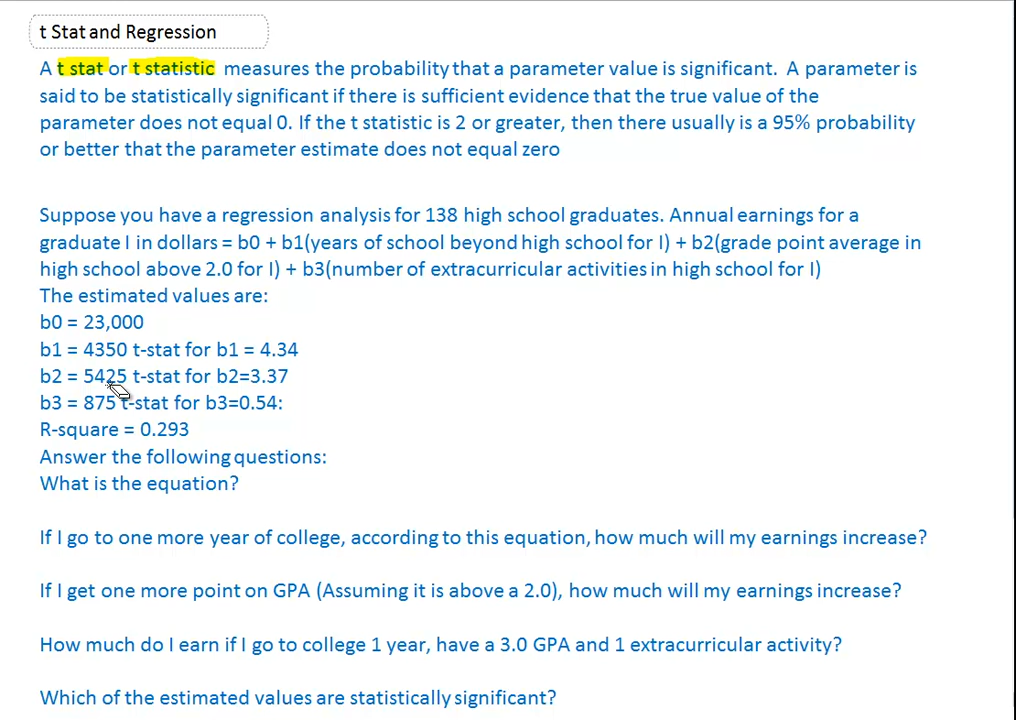 t Stat and Regression
A t stat or t statistic measures the probability that a parameter value is significant. A parameter is
said to be statistically significant if there is sufficient evidence that the true value of the
parameter does not equal 0. If the t statistic is 2 or greater, then there usually is a 95% probability
or better that the parameter estimate does not equal zero
Suppose you have a regression analysis for 138 high school graduates. Annual earnings for a
graduate I in dollars = b0 + b1(years of school beyond high school for I) + b2(grade point average in
high school above 2.0 for I) + b3(number of extracurricular activities in high school for I)
The estimated values are:
b0 = 23,000
b1 = 4350 t-stat for b1 = 4.34
b2 = 5425 t-stat for b2=3.37
b3 = 875 t-stat for b3=0.54:
R-square = 0.293
Answer the following questions:
What is the equation?
If I go to one more year of college, according to this equation, how much will my earnings increase?
If I get one more point on GPA (Assuming it is above a 2.0), how much will my earnings increase?
How much do I earn if I go to college 1 year, have a 3.0 GPA and 1 extracurricular activity?
Which of the estimated values are statistically significant?